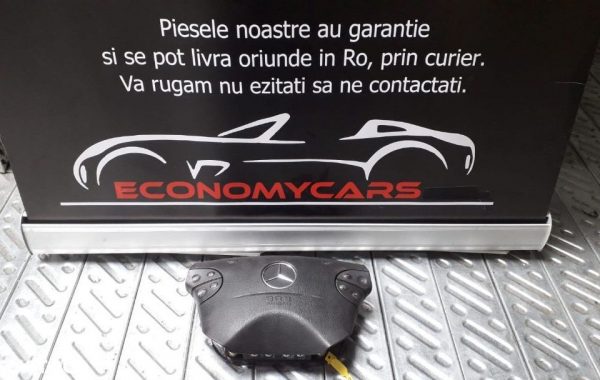 Piesele noastre au garantie
si se pot livra oriunde in Ro, prin curier.
Va rugam nu ezitati sa ne contactati.
ECONOMYCARS